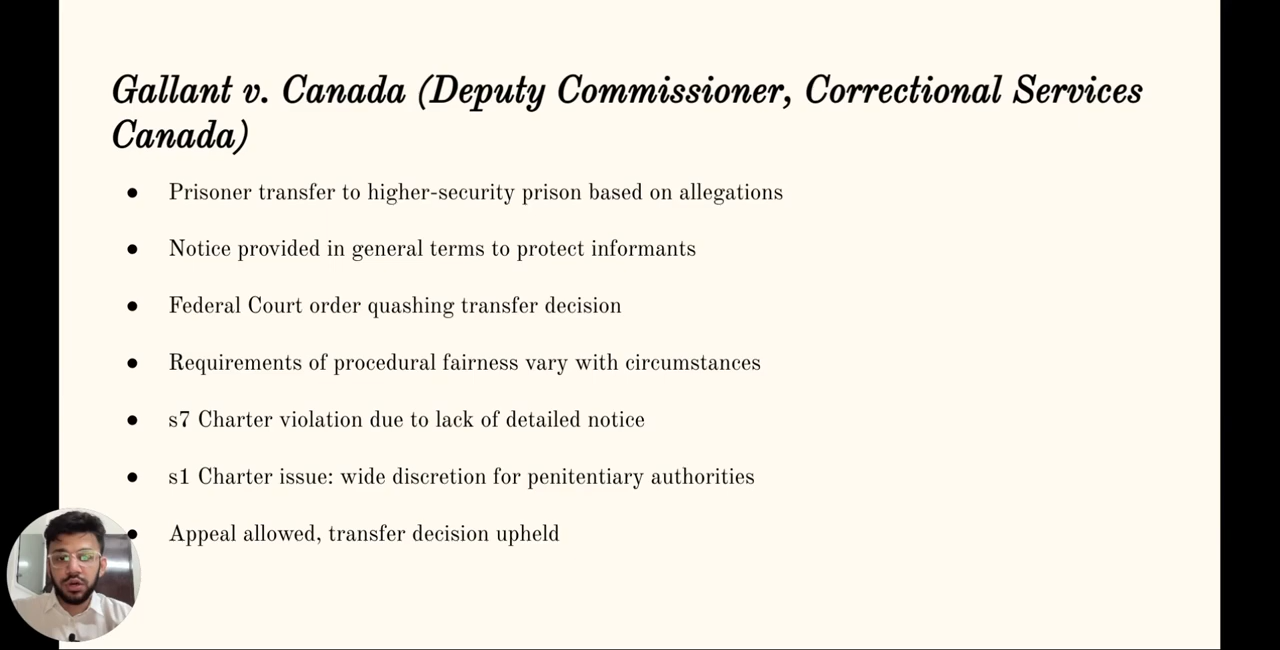 Gallant v. Canada (Deputy Commissioner, Correctional Services
Canada)
● Prisoner transfer to higher-security prison based on allegations
● Notice provided in general terms to protect informants
● Federal Court order quashing transfer decision
● Requirements of procedural fairness vary with circumstances
● s7 Charter violation due to lack of detailed notice
● s1 Charter issue: wide discretion for penitentiary authorities
● Appeal allowed, transfer decision upheld